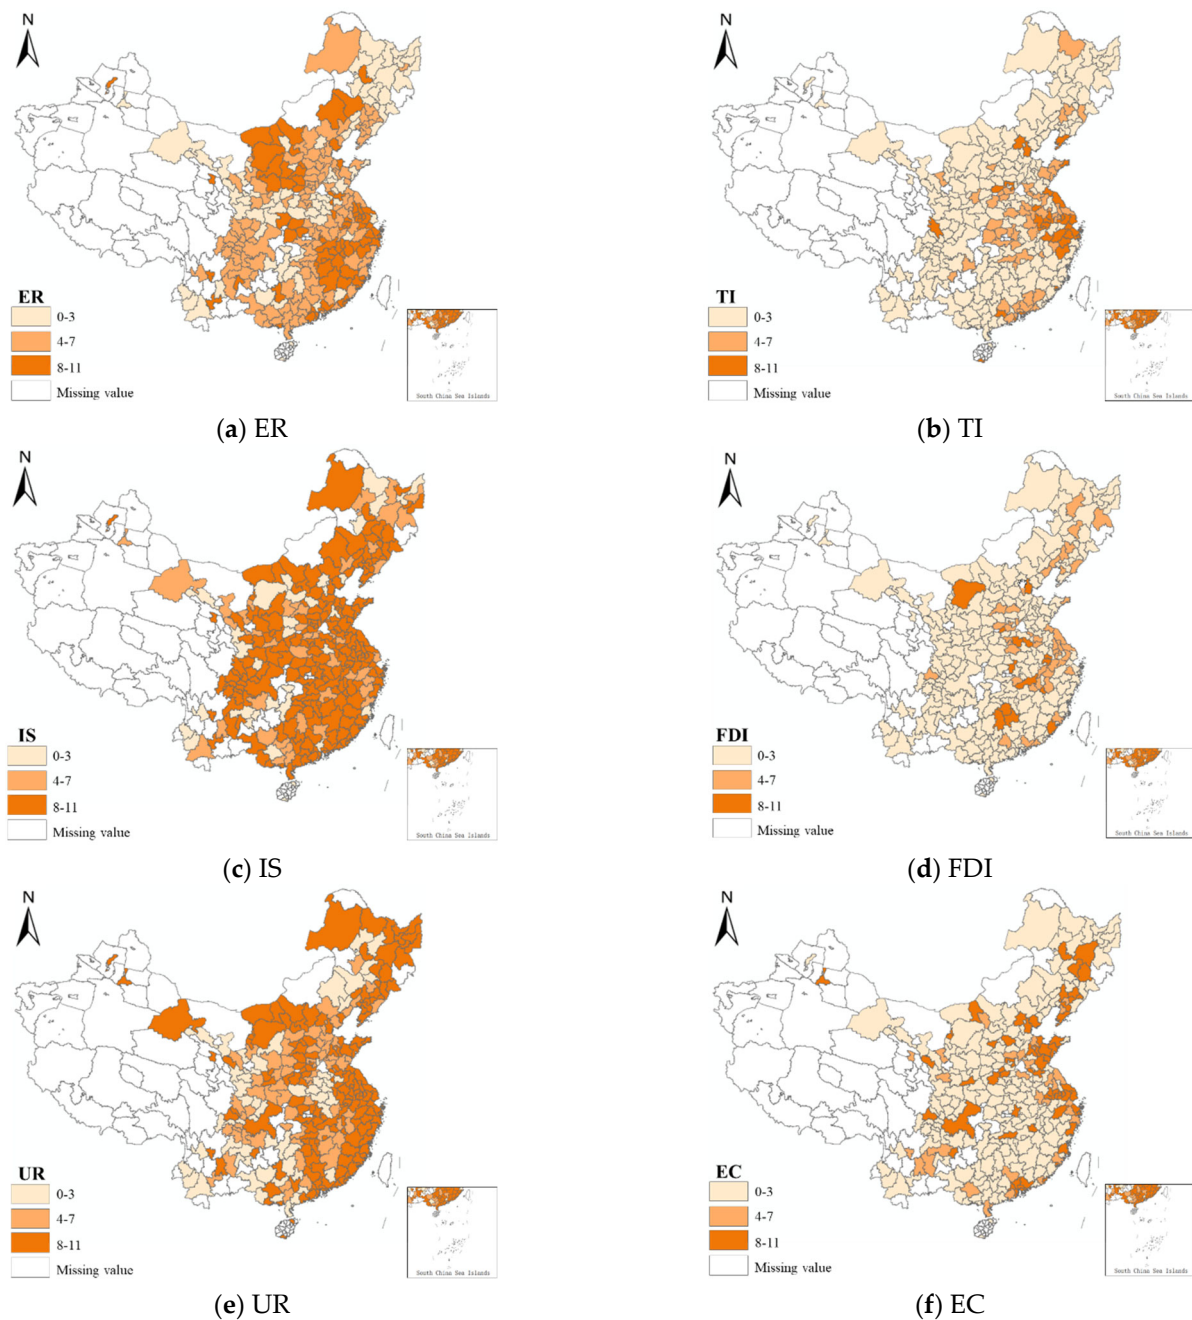 N
ER
0-3
4-7
8-11
Missing value
South China Sea Islands
(a) ER
N
TI
0-3
4-7
8-11
Missing value
South China Sea Islands
(b) TI
N
IS
0-3
4-7
8-11
Missing value
South China Sea Islands
(c) IS
N
FDI
0-3
4-7
8-11
Missing value
South China Sea Islands
(d) FDI
N
UR
0-3
4-7
8-11
Missing value
South China Sea Islands
(e) UR
N
EC
0-3
4-7
8-11
Missing value
South China Sea Islands
(f) EC